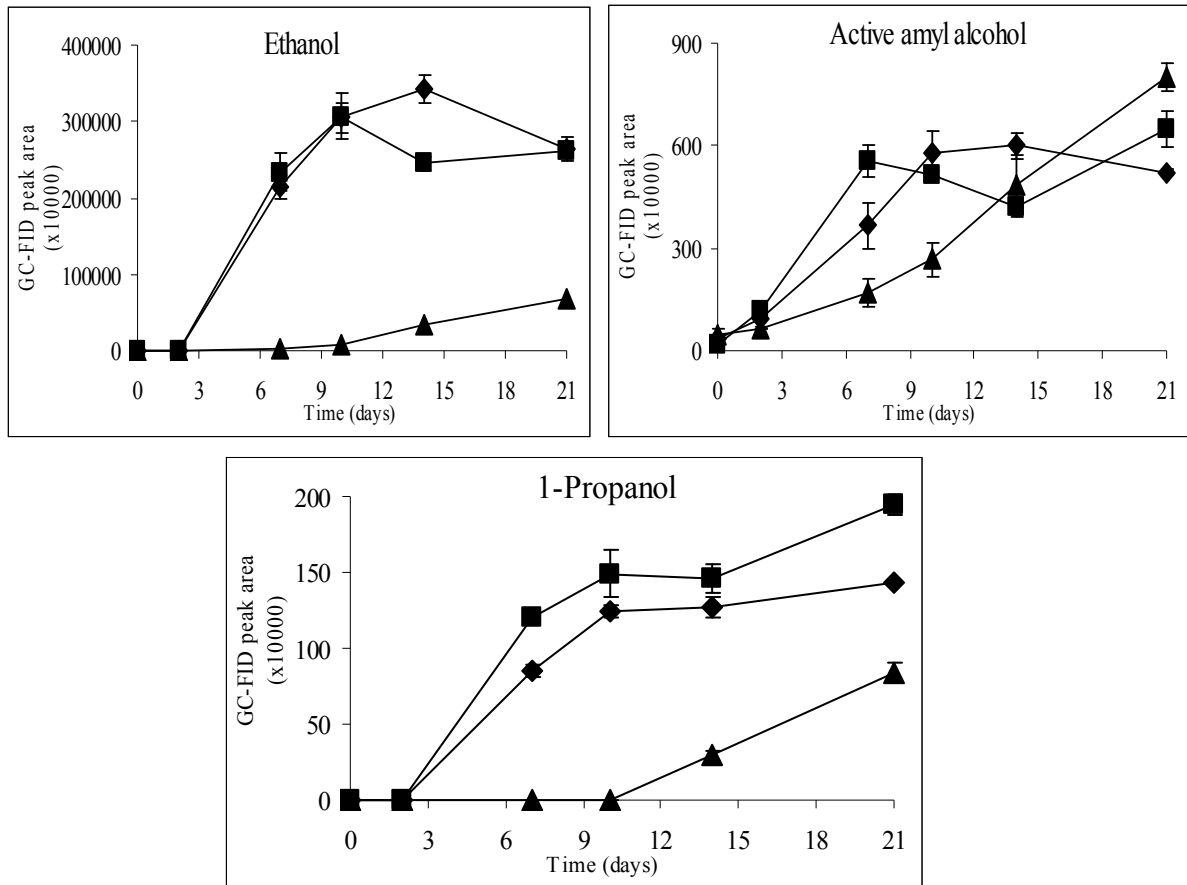 Ethanol
GC-FID peak area
(x10000)
400000
300000
200000
100000
0
0 3 6 9 12 15 18 21
Time (days)
Active amyl alcohol
GC-FID peak area
(x10000)
900
600
300
0
0 3 6 9 12 15 18 21
Time (days)
1-Propanol
GC-FID peak area
(x10000)
200
150
100
50
0
0 3 6 9 12 15 18 21
Time (days)